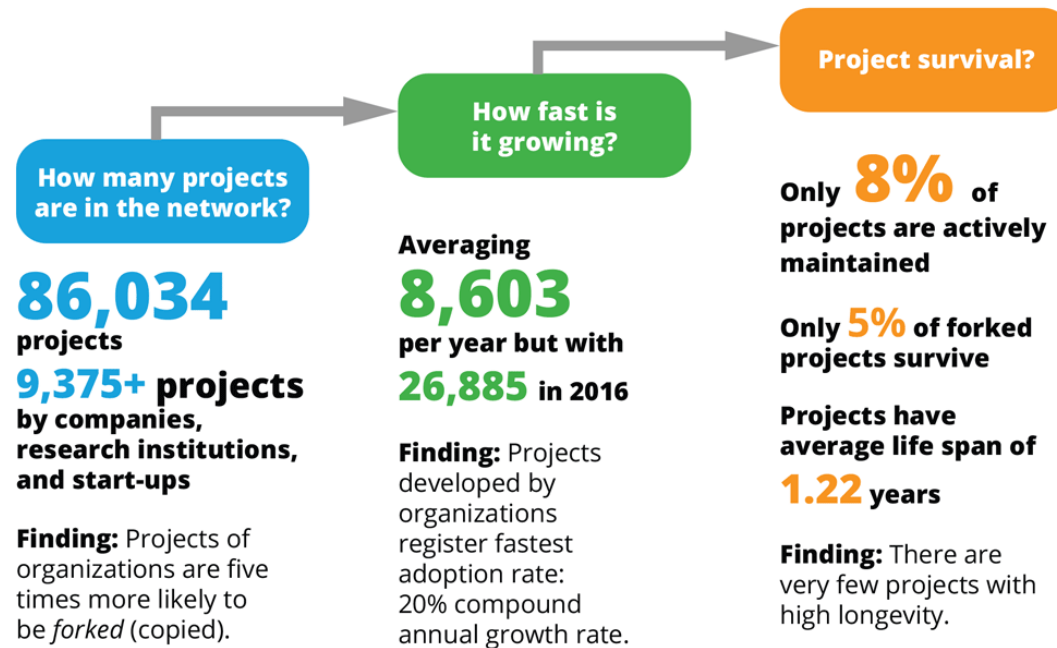 How many projects
are in the network?
86,034
projects
9,375+ projects
by companies,
research institutions,
and start-ups
Finding: Projects of
organizations are five
times more likely to
be forked (copied).
How fast is
it growing?
Averaging
8,603
per year but with
26,885 in 2016
Finding: Projects
developed by
organizations
register fastest
adoption rate:
20% compound
annual growth rate.
Project survival?
Only 8% of
projects are actively
maintained
Only 5% of forked
projects survive
Projects have
average life span of
1.22 years
Finding: There are
very few projects with
high longevity.